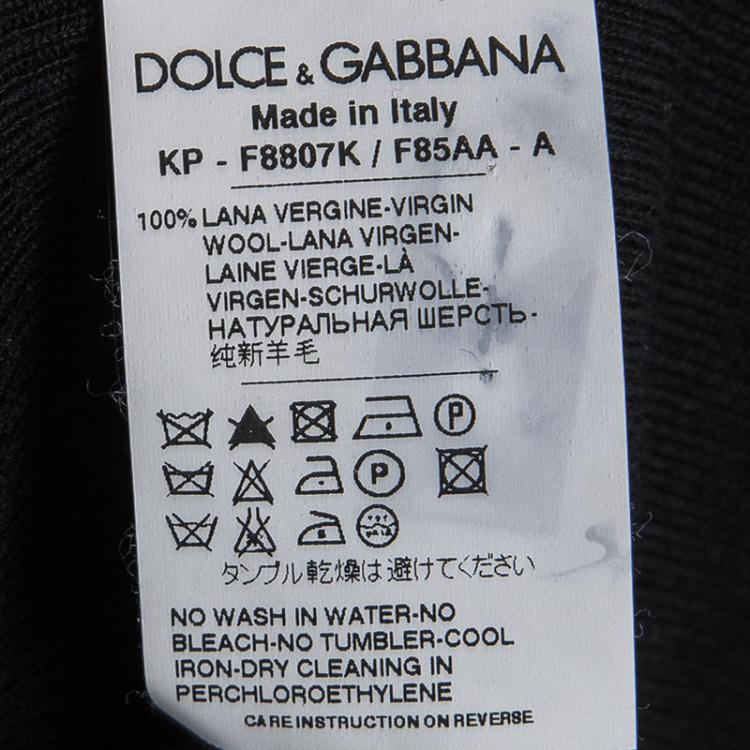 DOLCE & GABBANA
Made in Italy
KP - F8807K / F85AA - A
100% LANA VERGINE-VIRGIN
WOOL-LANA VIRGEN-
LAINE VIERGE-LÀ
VIRGEN-SCHURWOLLE-
НАТУРАЛЬНАЯ ШЕРСТЬ-
纯新羊毛
P
P
タンブル乾燥は避けてください
NO WASH IN WATER-NO
BLEACH-NO TUMBLER-COOL
IRON-DRY CLEANING IN
PERCHLOROETHYLENE
CARE INSTRUCTION ON REVERSE